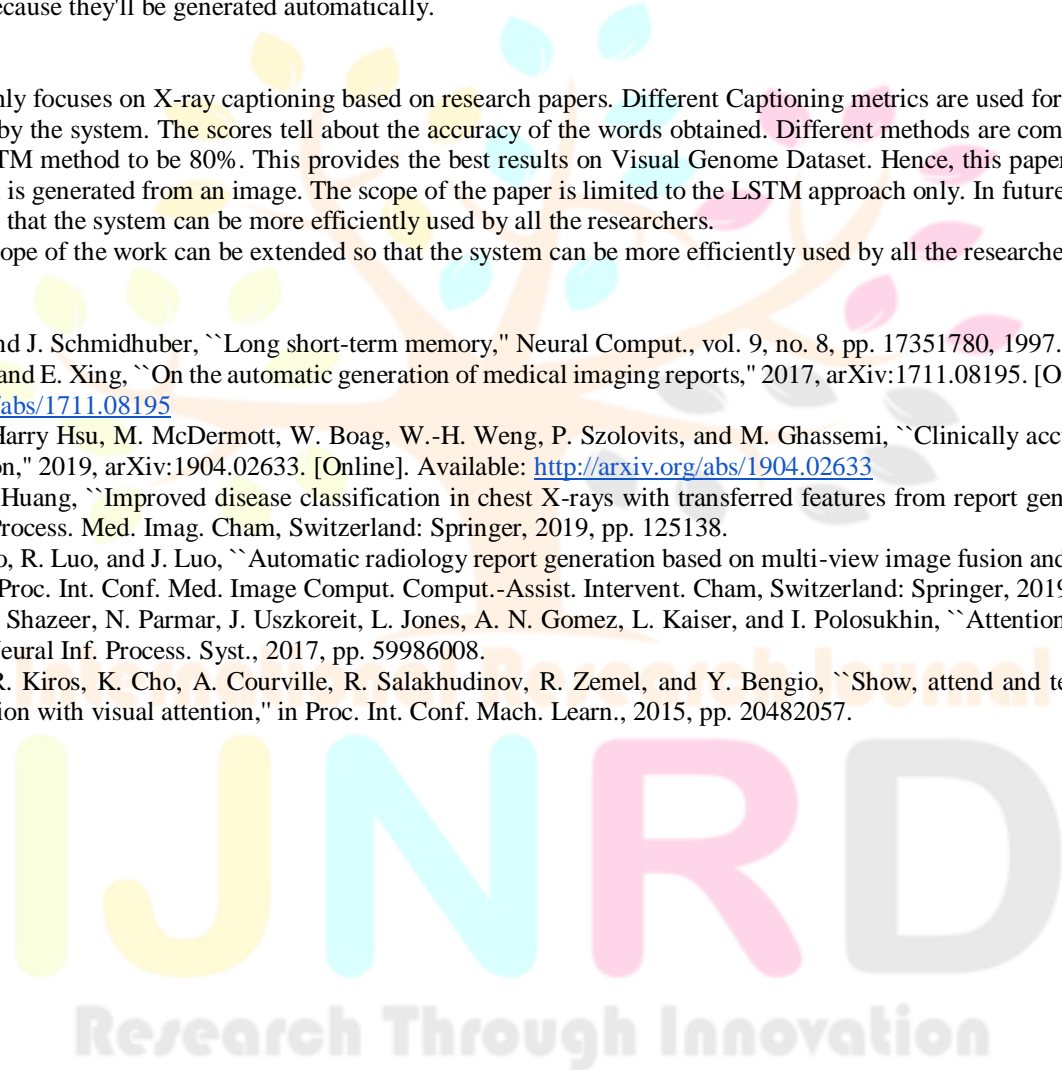 ecause they'll be generated automatically.
nly focuses on X-ray captioning based on research papers. Different Captioning metrics are used for
by the system. The scores tell about the accuracy of the words obtained. Different methods are com
TM method to be 80%. This provides the best results on Visual Genome Dataset. Hence, this paper
is generated from an image. The scope of the paper is limited to the LSTM approach only. In future
that the system can be more efficiently used by all the researchers.
ope of the work can be extended so that the system can be more efficiently used by all the researche
nd J. Schmidhuber, ``Long short-term memory,'' Neural Comput., vol. 9, no. 8, pp. 17351780, 1997.
and E. Xing, ``On the automatic generation of medical imaging reports,'' 2017, arXiv:1711.08195. [O
/abs/1711.08195
Harry Hsu, M. McDermott, W. Boag, W.-H. Weng, P. Szolovits, and M. Ghassemi, ``Clinically acc
on,'' 2019, arXiv:1904.02633. [Online]. Available: http://arxiv.org/abs/1904.02633
Huang, ``Improved disease classification in chest X-rays with transferred features from report gen
Process. Med. Imag. Cham, Switzerland: Springer, 2019, pp. 125138.
o, R. Luo, and J. Luo, ``Automatic radiology report generation based on multi-view image fusion and
Proc. Int. Conf. Med. Image Comput. Comput.-Assist. Intervent. Cham, Switzerland: Springer, 2019
Shazeer, N. Parmar, J. Uszkoreit, L. Jones, A. N. Gomez, L. Kaiser, and I. Polosukhin, ``Attention
Neural Inf. Process. Syst., 2017, pp. 59986008.
International Research Journal
R. Kiros, K. Cho, A. Courville, R. Salakhudinov, R. Zemel, and Y. Bengio, ``Show, attend and te
ion with visual attention,'' in Proc. Int. Conf. Mach. Learn., 2015, pp. 20482057.
IJNRD
Research Through Innovation